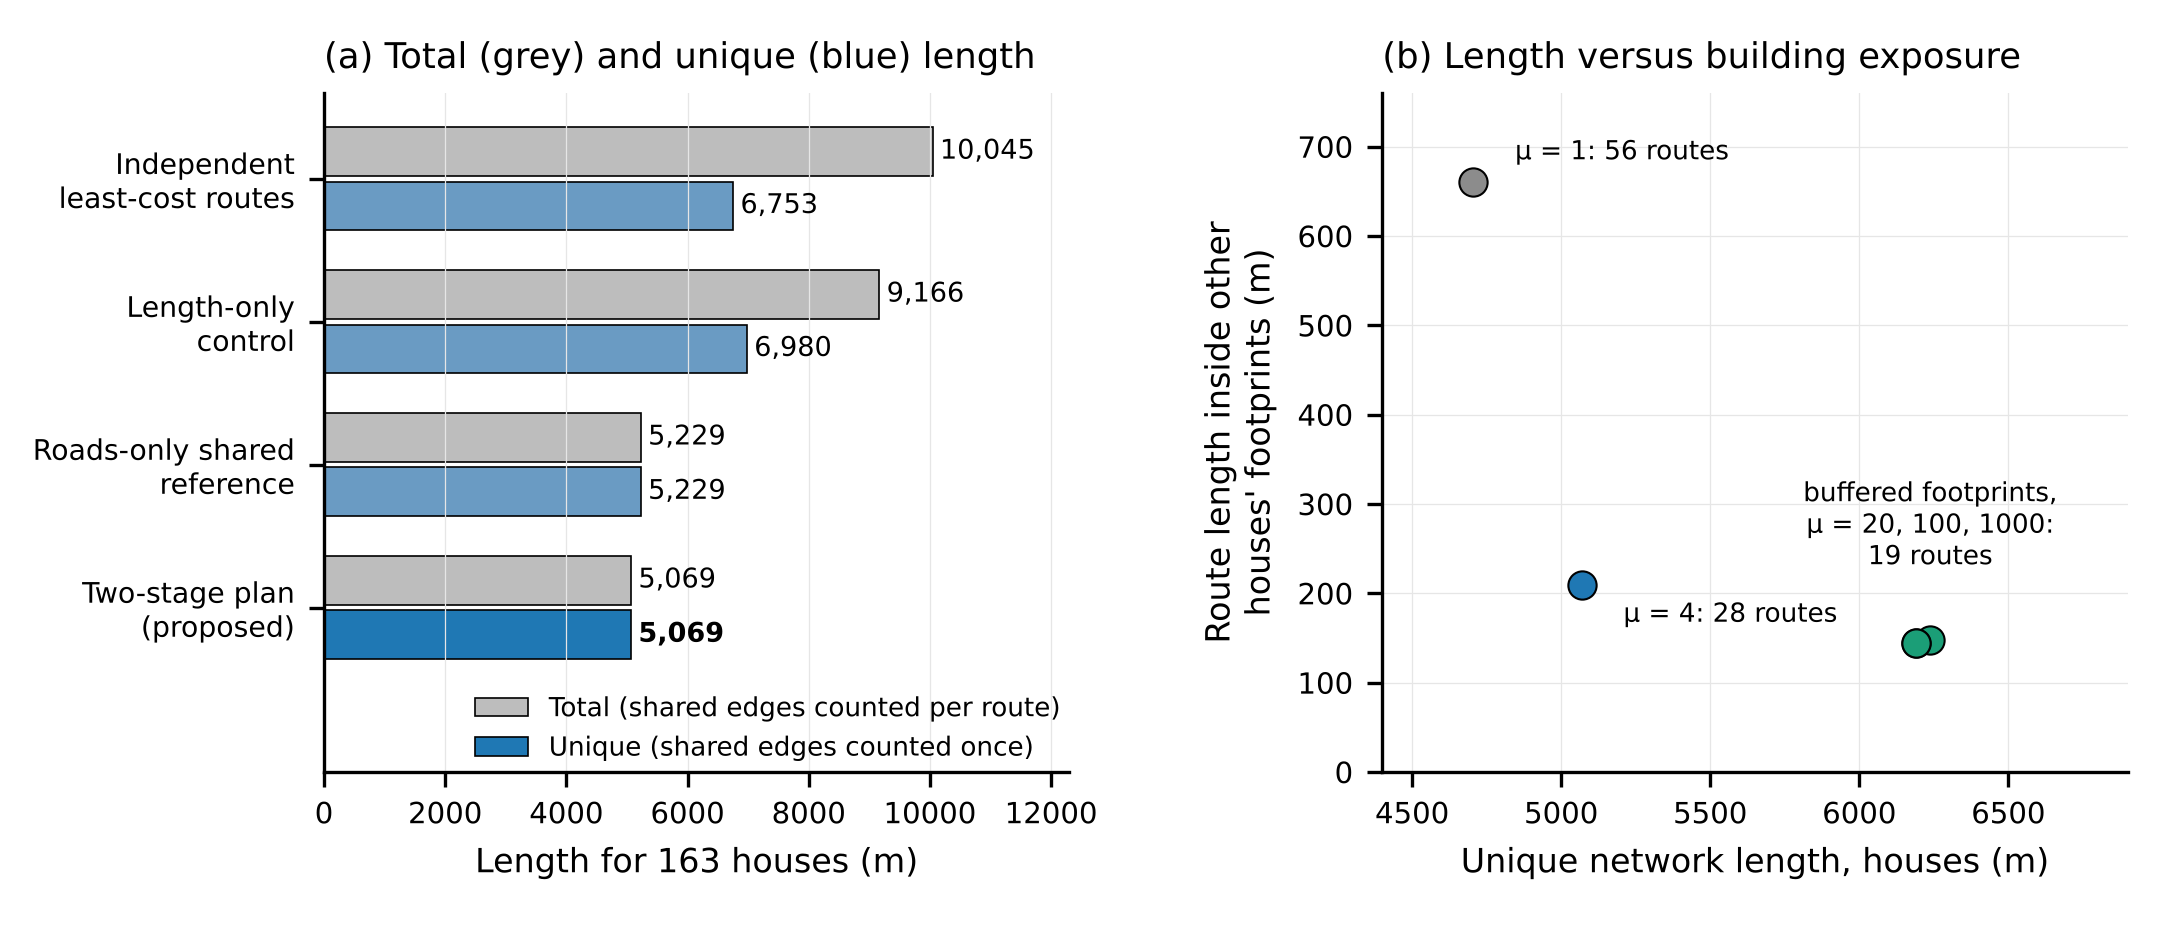 (a) Total (grey) and unique (blue) length
Independent
least-cost routes
10,045
6,753
Length-only
control
9,166
6,980
Roads-only shared
reference
5,229
5,229
Two-stage plan
(proposed)
5,069
5,069
Total (shared edges counted per route)
Unique (shared edges counted once)
0 2000 4000 6000 8000 10000 12000
Length for 163 houses (m)
(b) Length versus building exposure
Route length inside other
houses' footprints (m)
700
600
500
400
300
200
100
0
μ = 1: 56 routes
buffered footprints,
μ = 20, 100, 1000:
19 routes
μ = 4: 28 routes
4500 5000 5500 6000 6500
Unique network length, houses (m)